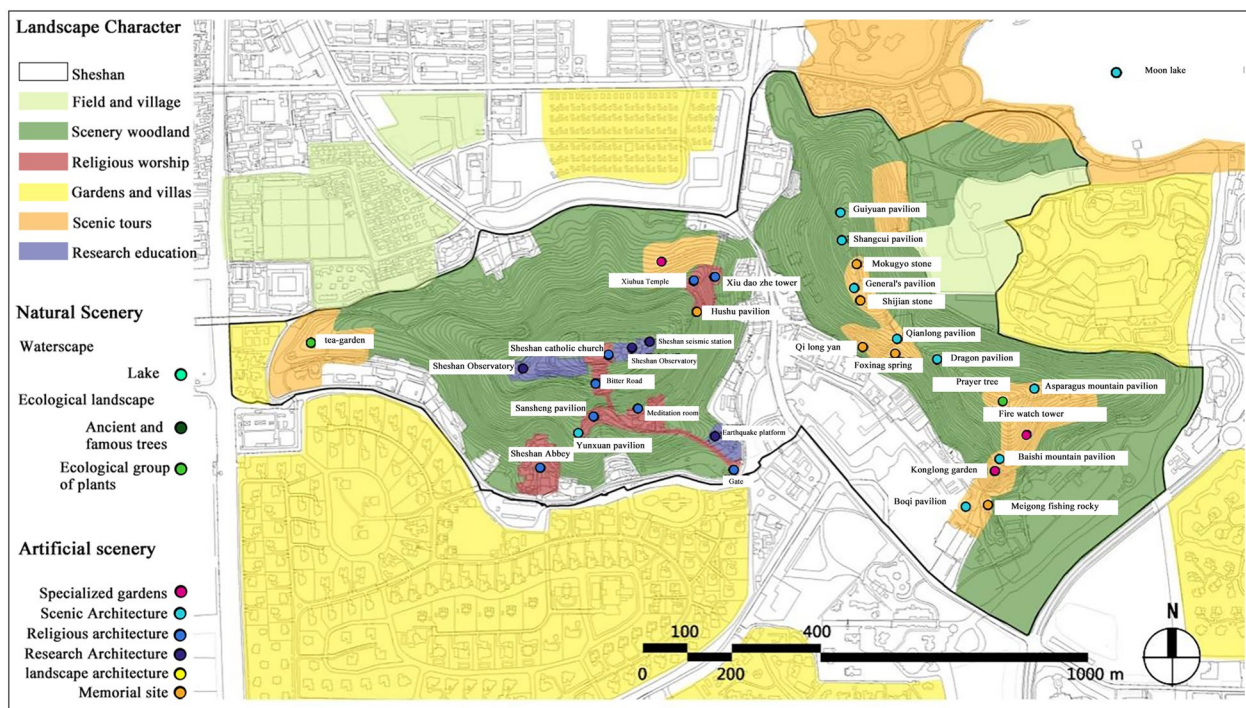 Landscape Character
Sheshan
Field and village
Scenery woodland
Religious worship
Gardens and villas
Scenic tours
Research education
Natural Scenery
Waterscape
Lake
Ecological landscape
Ancient and
famous trees
Ecological group
of plants
Artificial scenery
Specialized gardens
Scenic Architecture
Religious architecture
Research Architecture
landscape architecture
Memorial site
Moon lake
Guiyuan pavilion
Shangcui pavilion
Mokugyo stone
General's pavilion
Shijian stone
Xiuhua Temple
Xiu dao zhe tower
Hushu pavilion
tea-garden
Sheshan catholic church
Sheshan seismic station
Sheshan Observatory
Sheshan Observatory
Bitter Road
Sansheng pavilion
Meditation room
Yunxuan pavilion
Earthquake platform
Sheshan Abbey
Gate
Qianlong pavilion
Qi long yan
Foxinag spring
Dragon pavilion
Prayer tree
Asparagus mountain pavilion
Fire watch tower
Baishi mountain pavilion
Konglong garden
Boqi pavilion
Meigong fishing rocky
100 400
0 200 1000 m
N